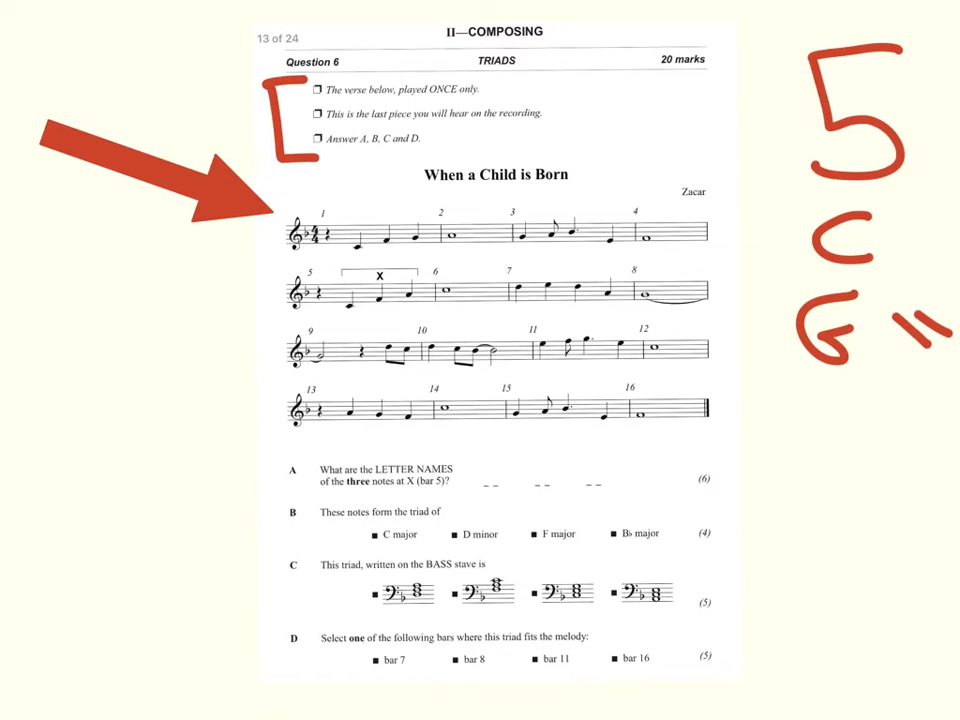 13 of 24
II—COMPOSING
Question 6 TRIADS 20 marks
❐ The verse below, played ONCE only.
❐ This is the last piece you will hear on the recording.
❐ Answer A, B, C and D.
When a Child is Born
Zacar
1 2 3 4
5 X 6 7 8
9 10 11 12
13 14 15 16
A What are the LETTER NAMES
of the three notes at X (bar 5)? _ _ _ _ _ _ (6)
B These notes form the triad of
■ C major ■ D minor ■ F major ■ B♭ major (4)
C This triad, written on the BASS stave is
■ ■ ■ ■ (5)
D Select one of the following bars where this triad fits the melody:
■ bar 7 ■ bar 8 ■ bar 11 ■ bar 16 (5)
5
C
G "